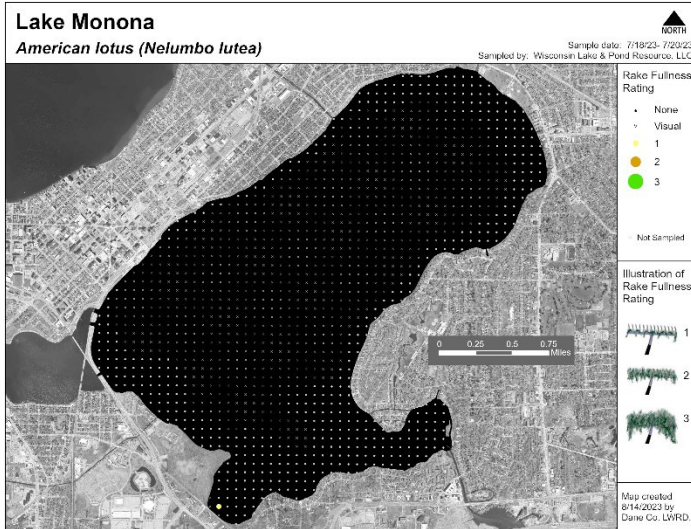 Lake Monona
American lotus (Nelumbo lutea)
NORTH
Sample date: 7/18/23- 7/20/23
Sampled by: Wisconsin Lake & Pond Resource, LLC
Rake Fullness
Rating
None
Visual
1
2
3
Not Sampled
Illustration of
Rake Fullness
Rating
1
2
3
0 0.25 0.5 0.75
Miles
Map created
8/14/2023 by
Dane Co. LWRD.